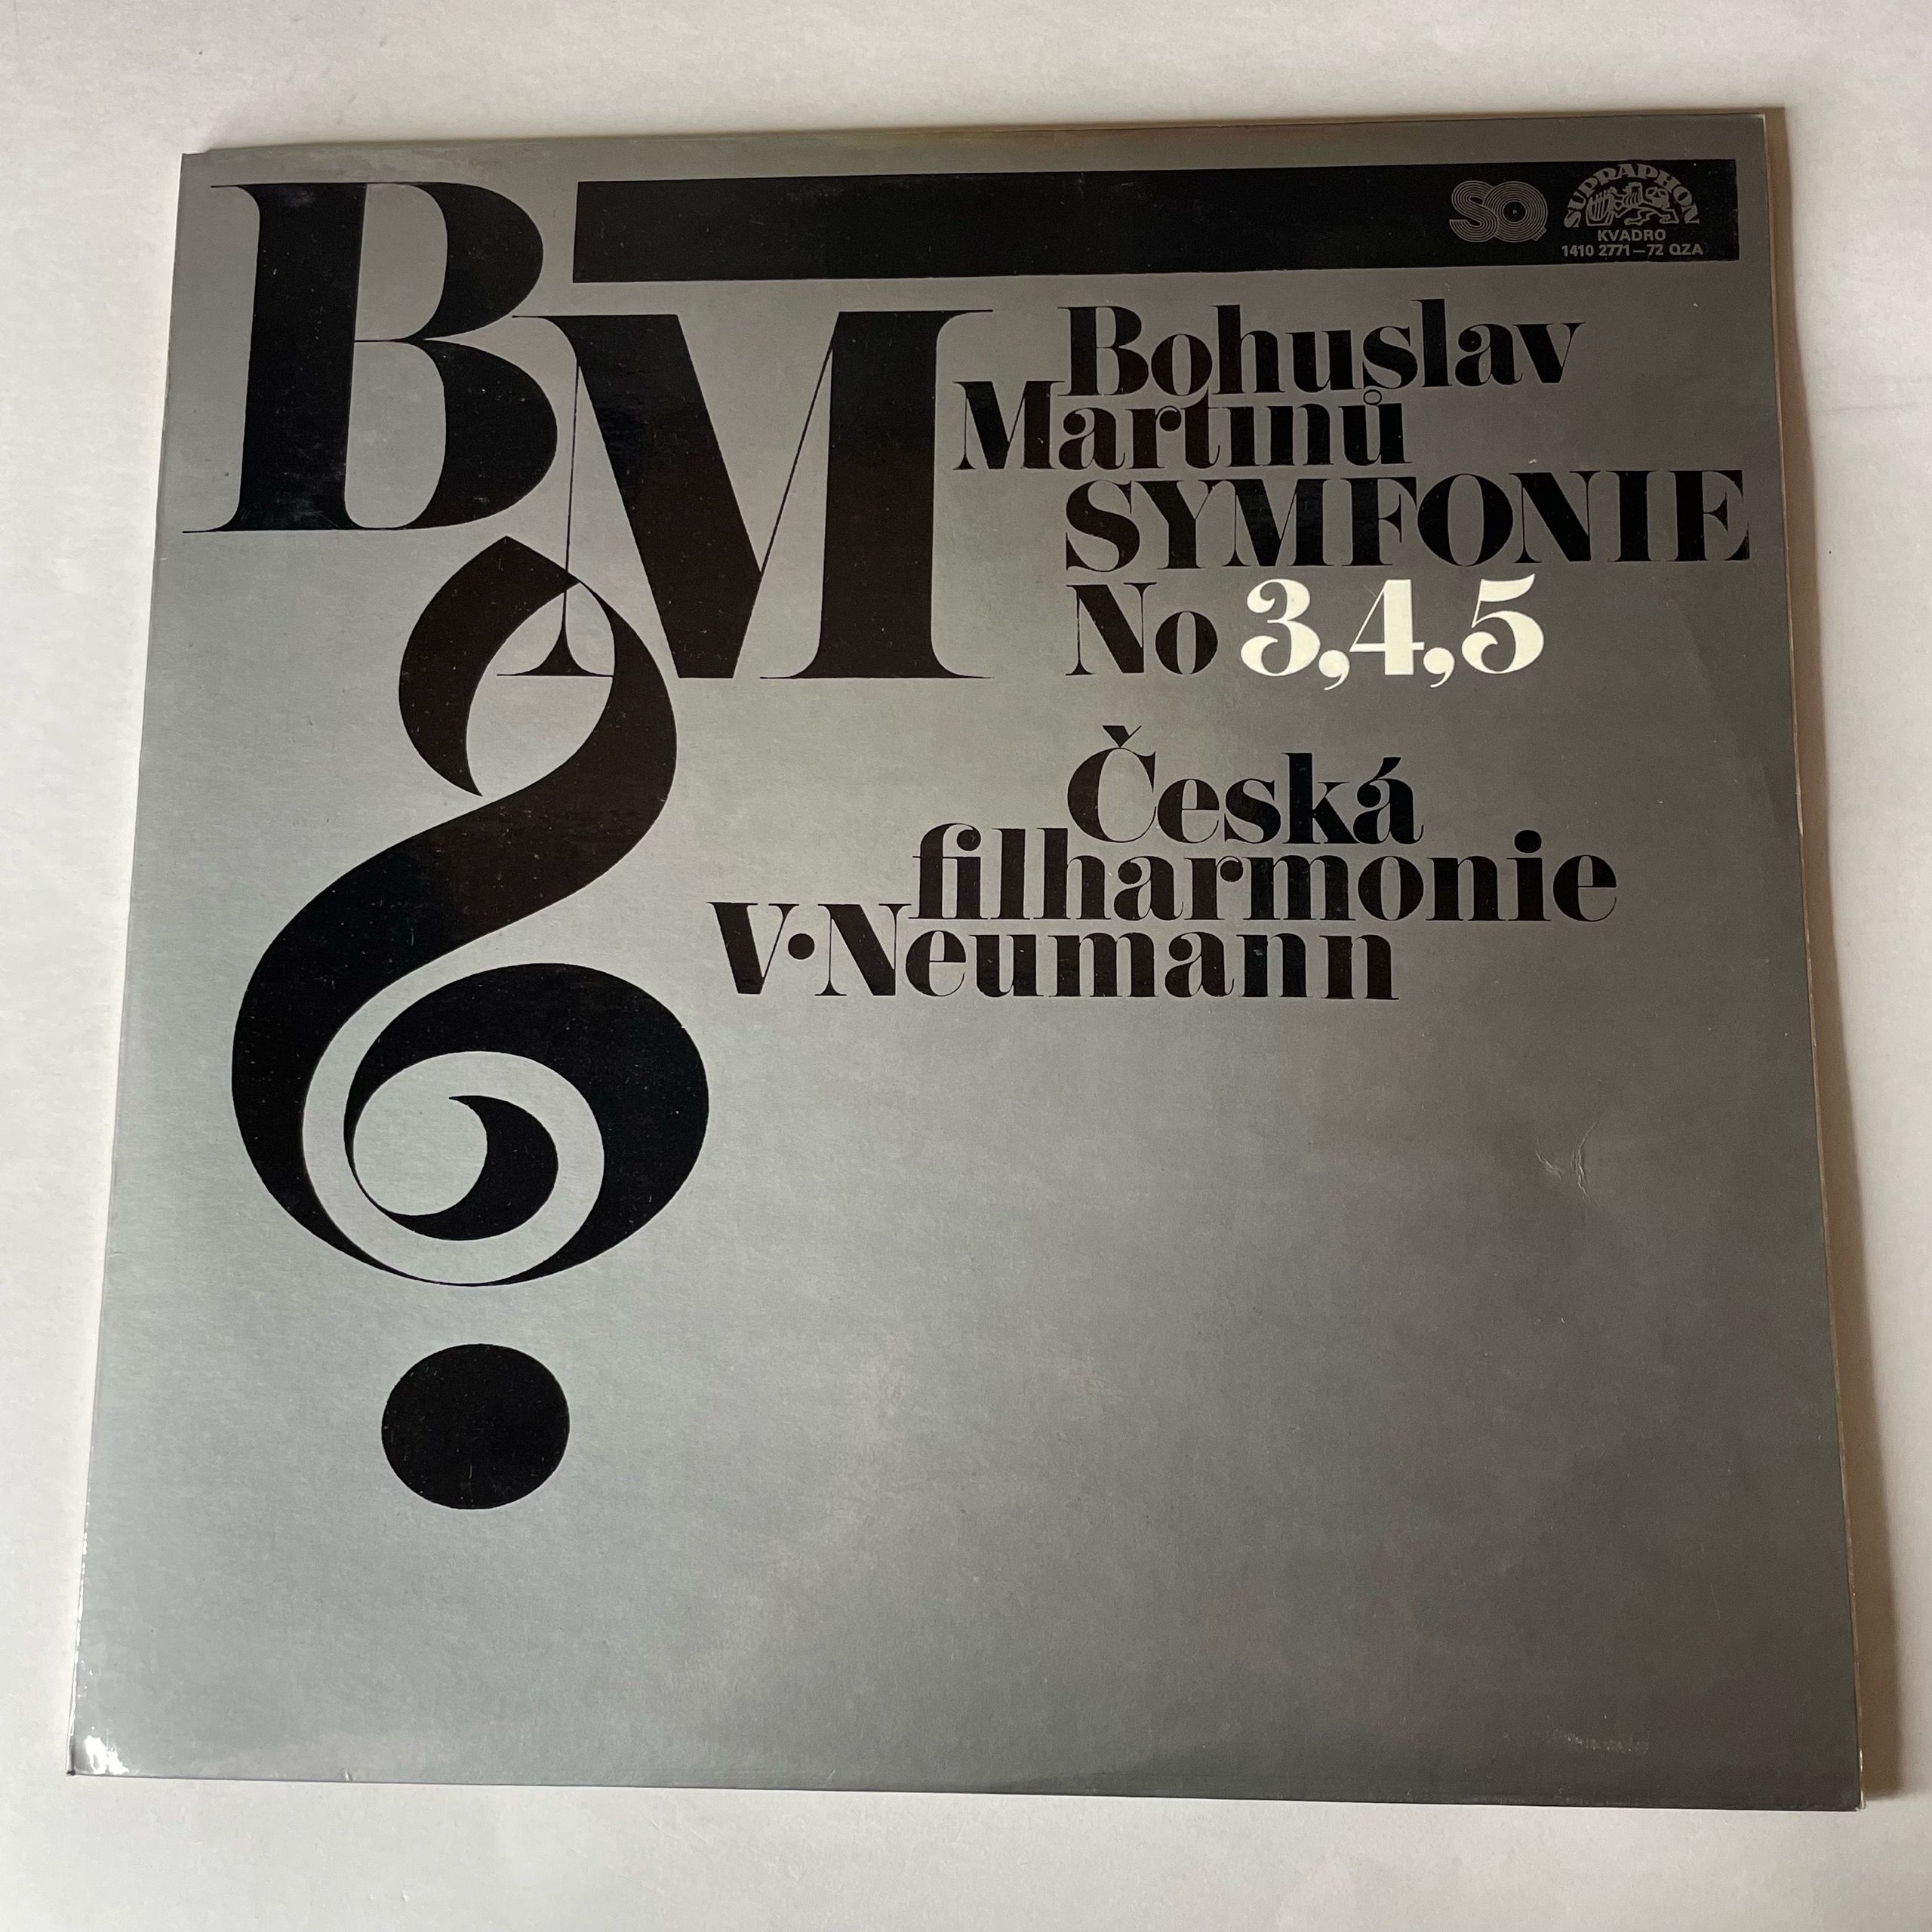 BM
SQ
SUPRAPHON
KVADRO
1410 2771—72 QZA
Bohuslav
Martinů
SYMFONIE
No 3,4,5
Česká
filharmonie
V·Neumann